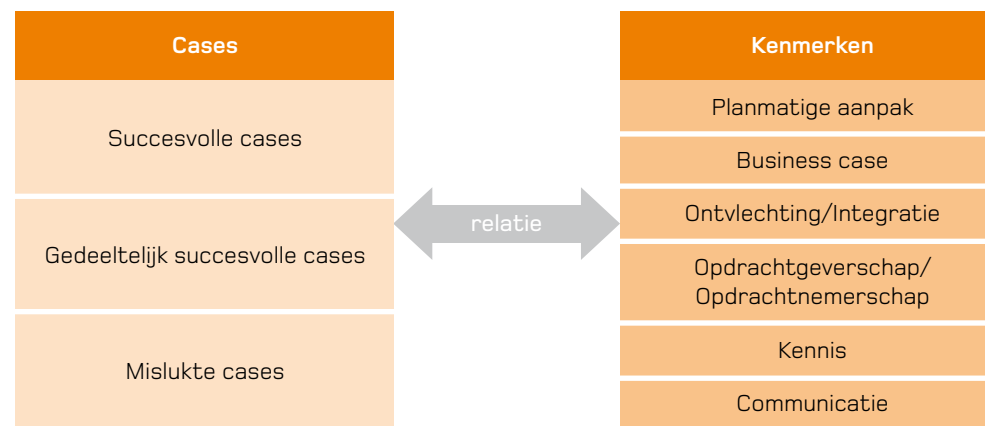 Cases
Succesvolle cases
Gedeeltelijk succesvolle cases
Mislukte cases
relatie
Kenmerken
Planmatige aanpak
Business case
Ontvlechting/Integratie
Opdrachtgeverschap/
Opdrachtnemerschap
Kennis
Communicatie